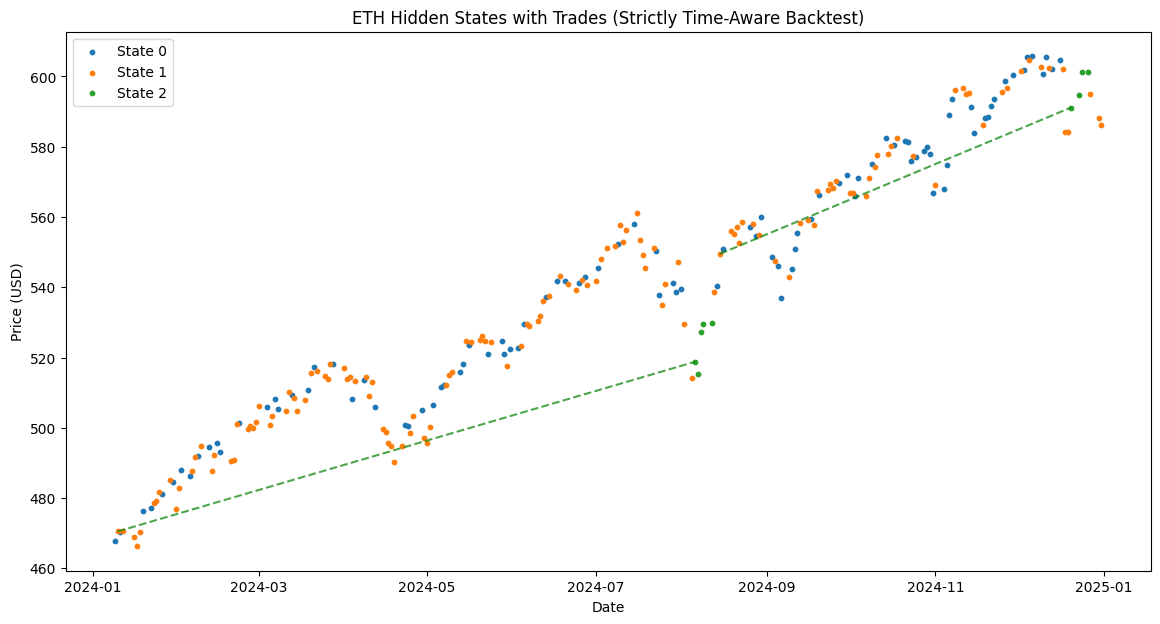 ETH Hidden States with Trades (Strictly Time-Aware Backtest)
State 0
State 1
State 2
Price (USD)
600
580
560
540
520
500
480
460
2024-01
2024-03
2024-05
2024-07
2024-09
2024-11
2025-01
Date